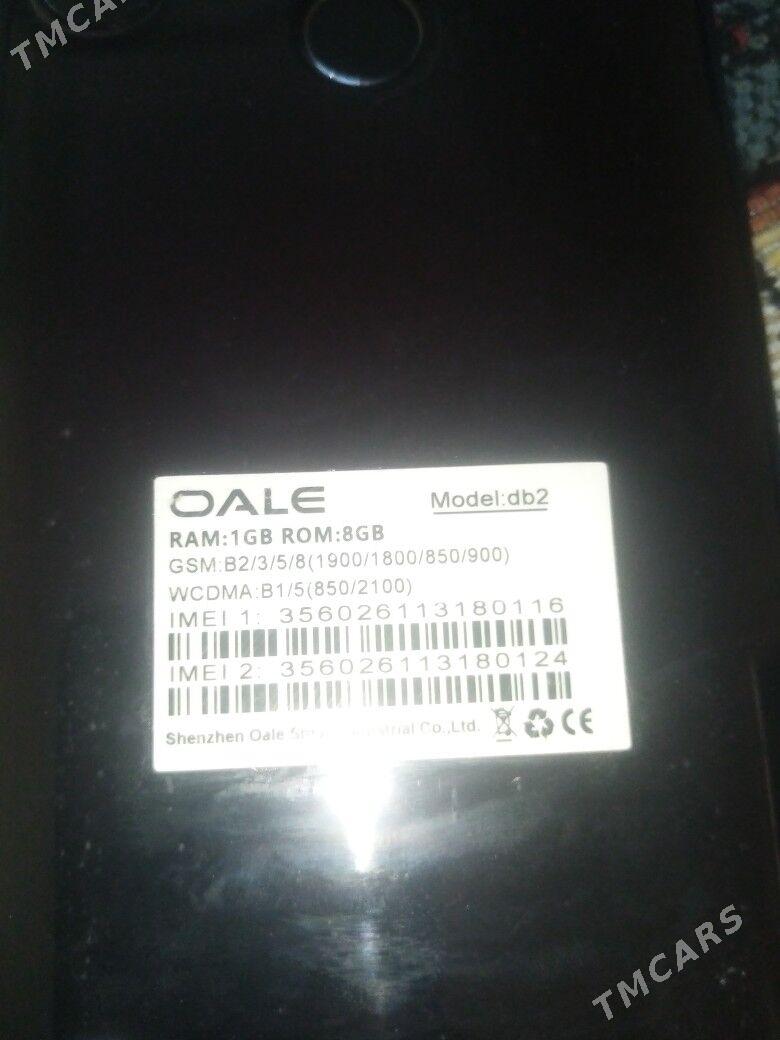 TMCARS
OALE
Model:db2
RAM:1GB ROM:8GB
GSM:B2/3/5/8(1900/1800/850/900)
WCDMA:B1/5(850/2100)
IMEI 1: 356026113180116
IMEI 2: 356026113180124
Shenzhen Oale Co.,Ltd. CE
TMCARS